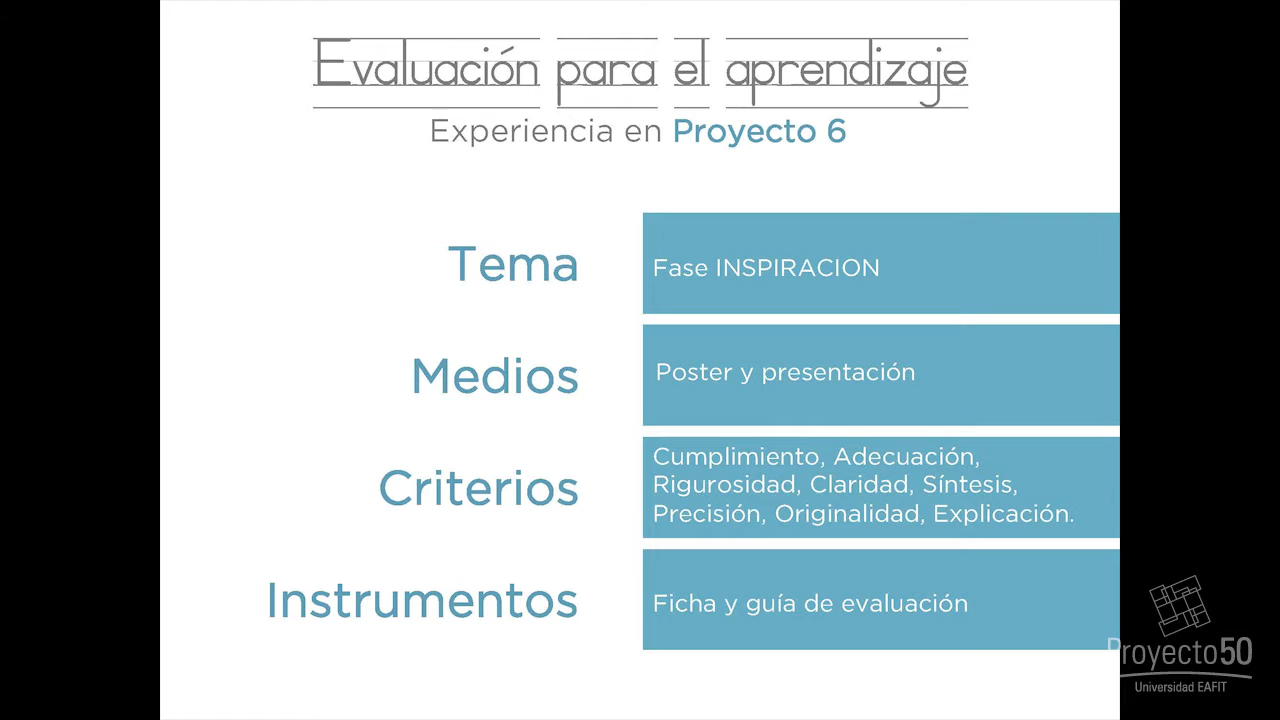 Evaluación para el aprendizaje
Experiencia en Proyecto 6
Tema
Fase INSPIRACION
Medios
Poster y presentación
Criterios
Cumplimiento, Adecuación,
Rigurosidad, Claridad, Síntesis,
Precisión, Originalidad, Explicación.
Instrumentos
Ficha y guía de evaluación
Proyecto50
Universidad EAFIT